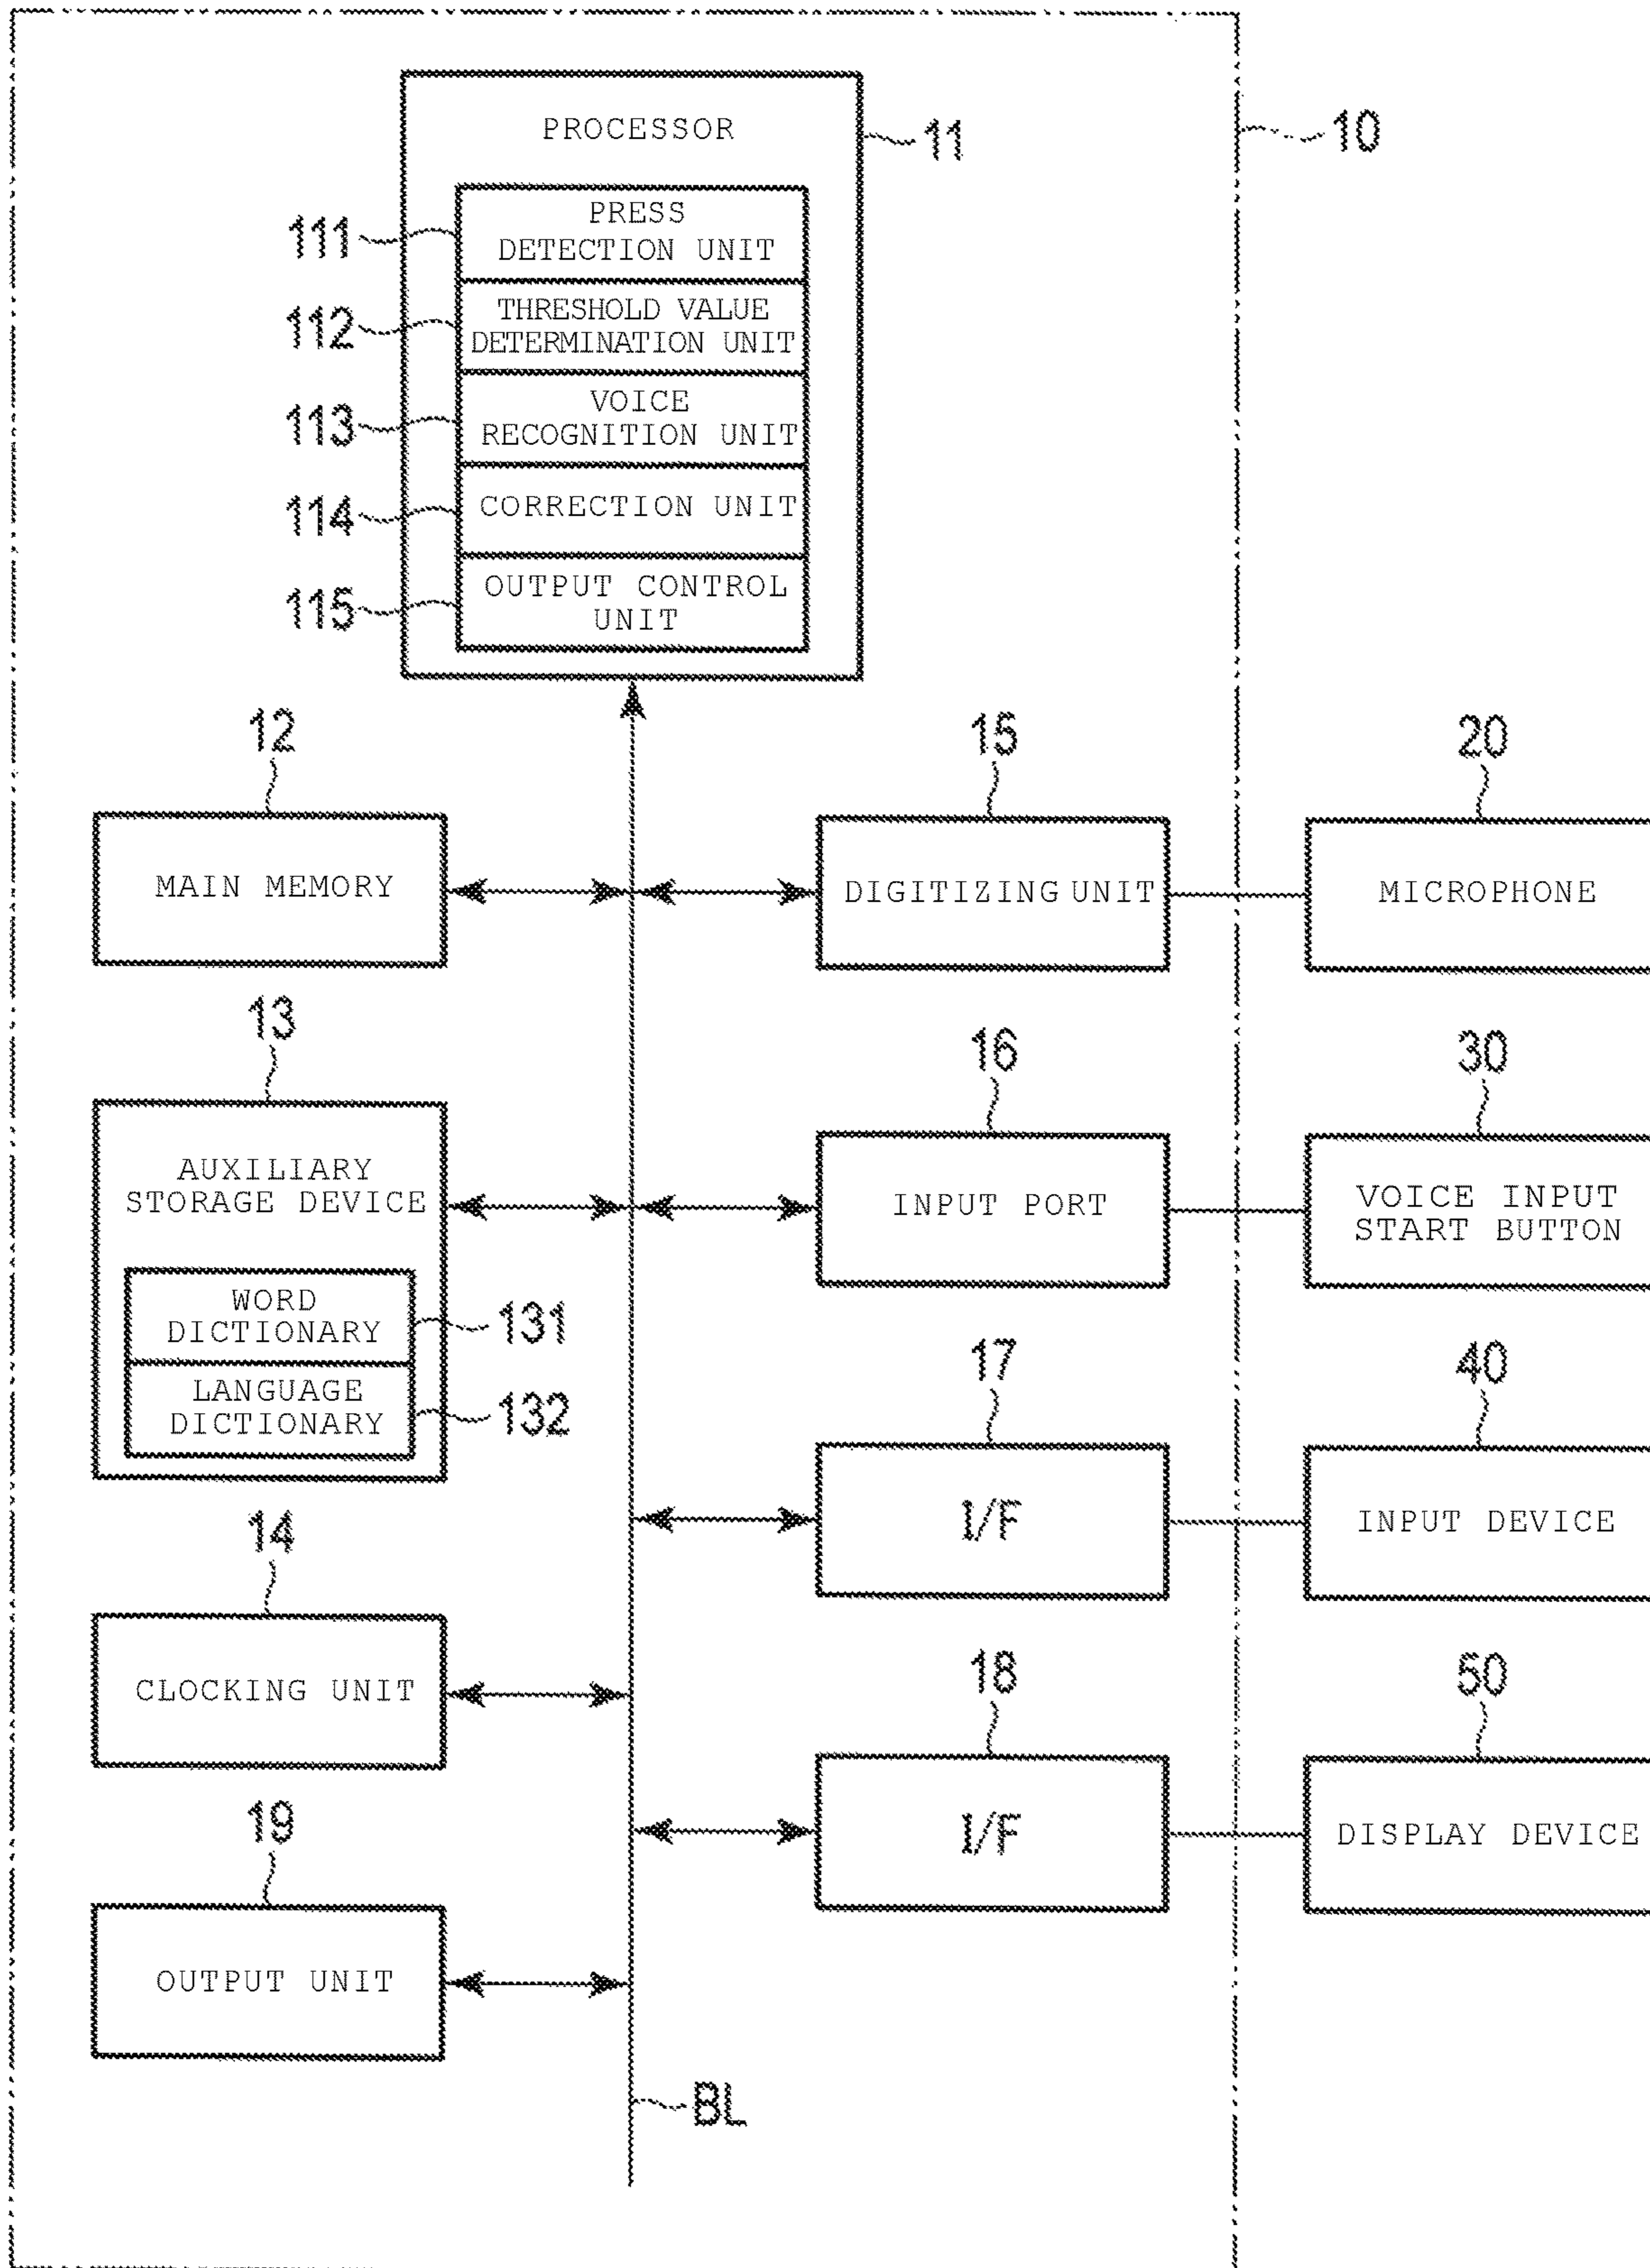 PROCESSOR
11
10
111
PRESS
DETECTION UNIT
112
THRESHOLD VALUE
DETERMINATION UNIT
113
VOICE
RECOGNITION UNIT
114
CORRECTION UNIT
115
OUTPUT CONTROL
UNIT
12
15
20
MAIN MEMORY
DIGITIZING UNIT
MICROPHONE
13
16
30
AUXILIARY
STORAGE DEVICE
INPUT PORT
VOICE INPUT
START BUTTON
WORD
DICTIONARY
131
LANGUAGE
DICTIONARY
132
17
40
I/F
INPUT DEVICE
14
18
50
CLOCKING UNIT
I/F
DISPLAY DEVICE
19
OUTPUT UNIT
BL